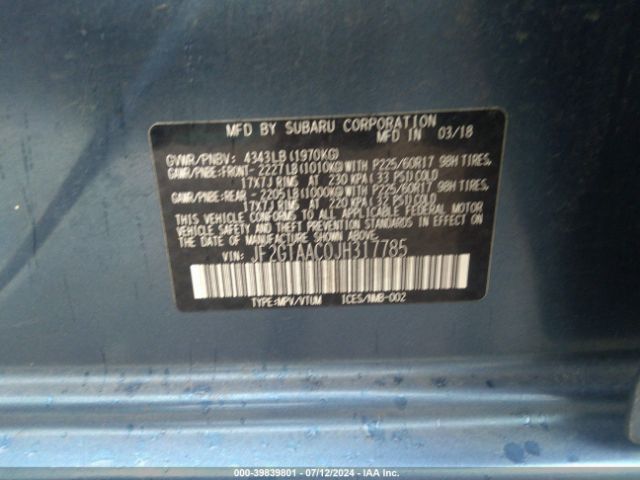 MFD BY SUBARU CORPORATION
MFD IN 03/18
GVWR/PNBV: 4343LB(1970KG)
GAWR/PNBE:FRONT- 2227LB(1010KG)WITH P225/60R17 98H TIRES,
17X7J RIMS AT 230 KPA( 33 PSI)COLD
GAWR/PNBE:REAR -2205LB(1000KG)WITH P225/60R17 98H TIRES,
17X7J RIMS AT 220 KPA( 32 PSI)COLD
THIS VEHICLE CONFORMS TO ALL APPLICABLE FEDERAL MOTOR
VEHICLE SAFETY AND THEFT PREVENTION STANDARDS IN EFFECT
ON THE DATE OF MANUFACTURE SHOWN ABOVE.
VIN: JF2GTAAC0JH317785
TYPE:MPV/VTUM ICES/NMB-002
000-39839801 - 07/12/2024 - IAA Inc.